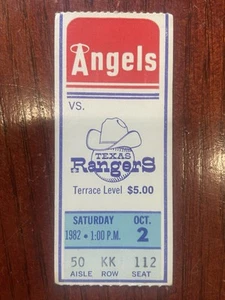 Angels
VS.
TEXAS
RangerS
Terrace Level $5.00
SATURDAY OCT.
1982 • 1:00 P.M. 2
50 KK 112
AISLE ROW SEAT